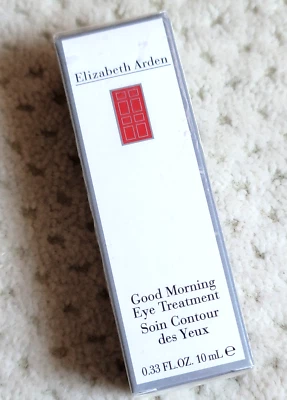 Elizabeth Arden
Good Morning
Eye Treatment
Soin Contour
des Yeux
0.33 FL.OZ. 10 mL ℮